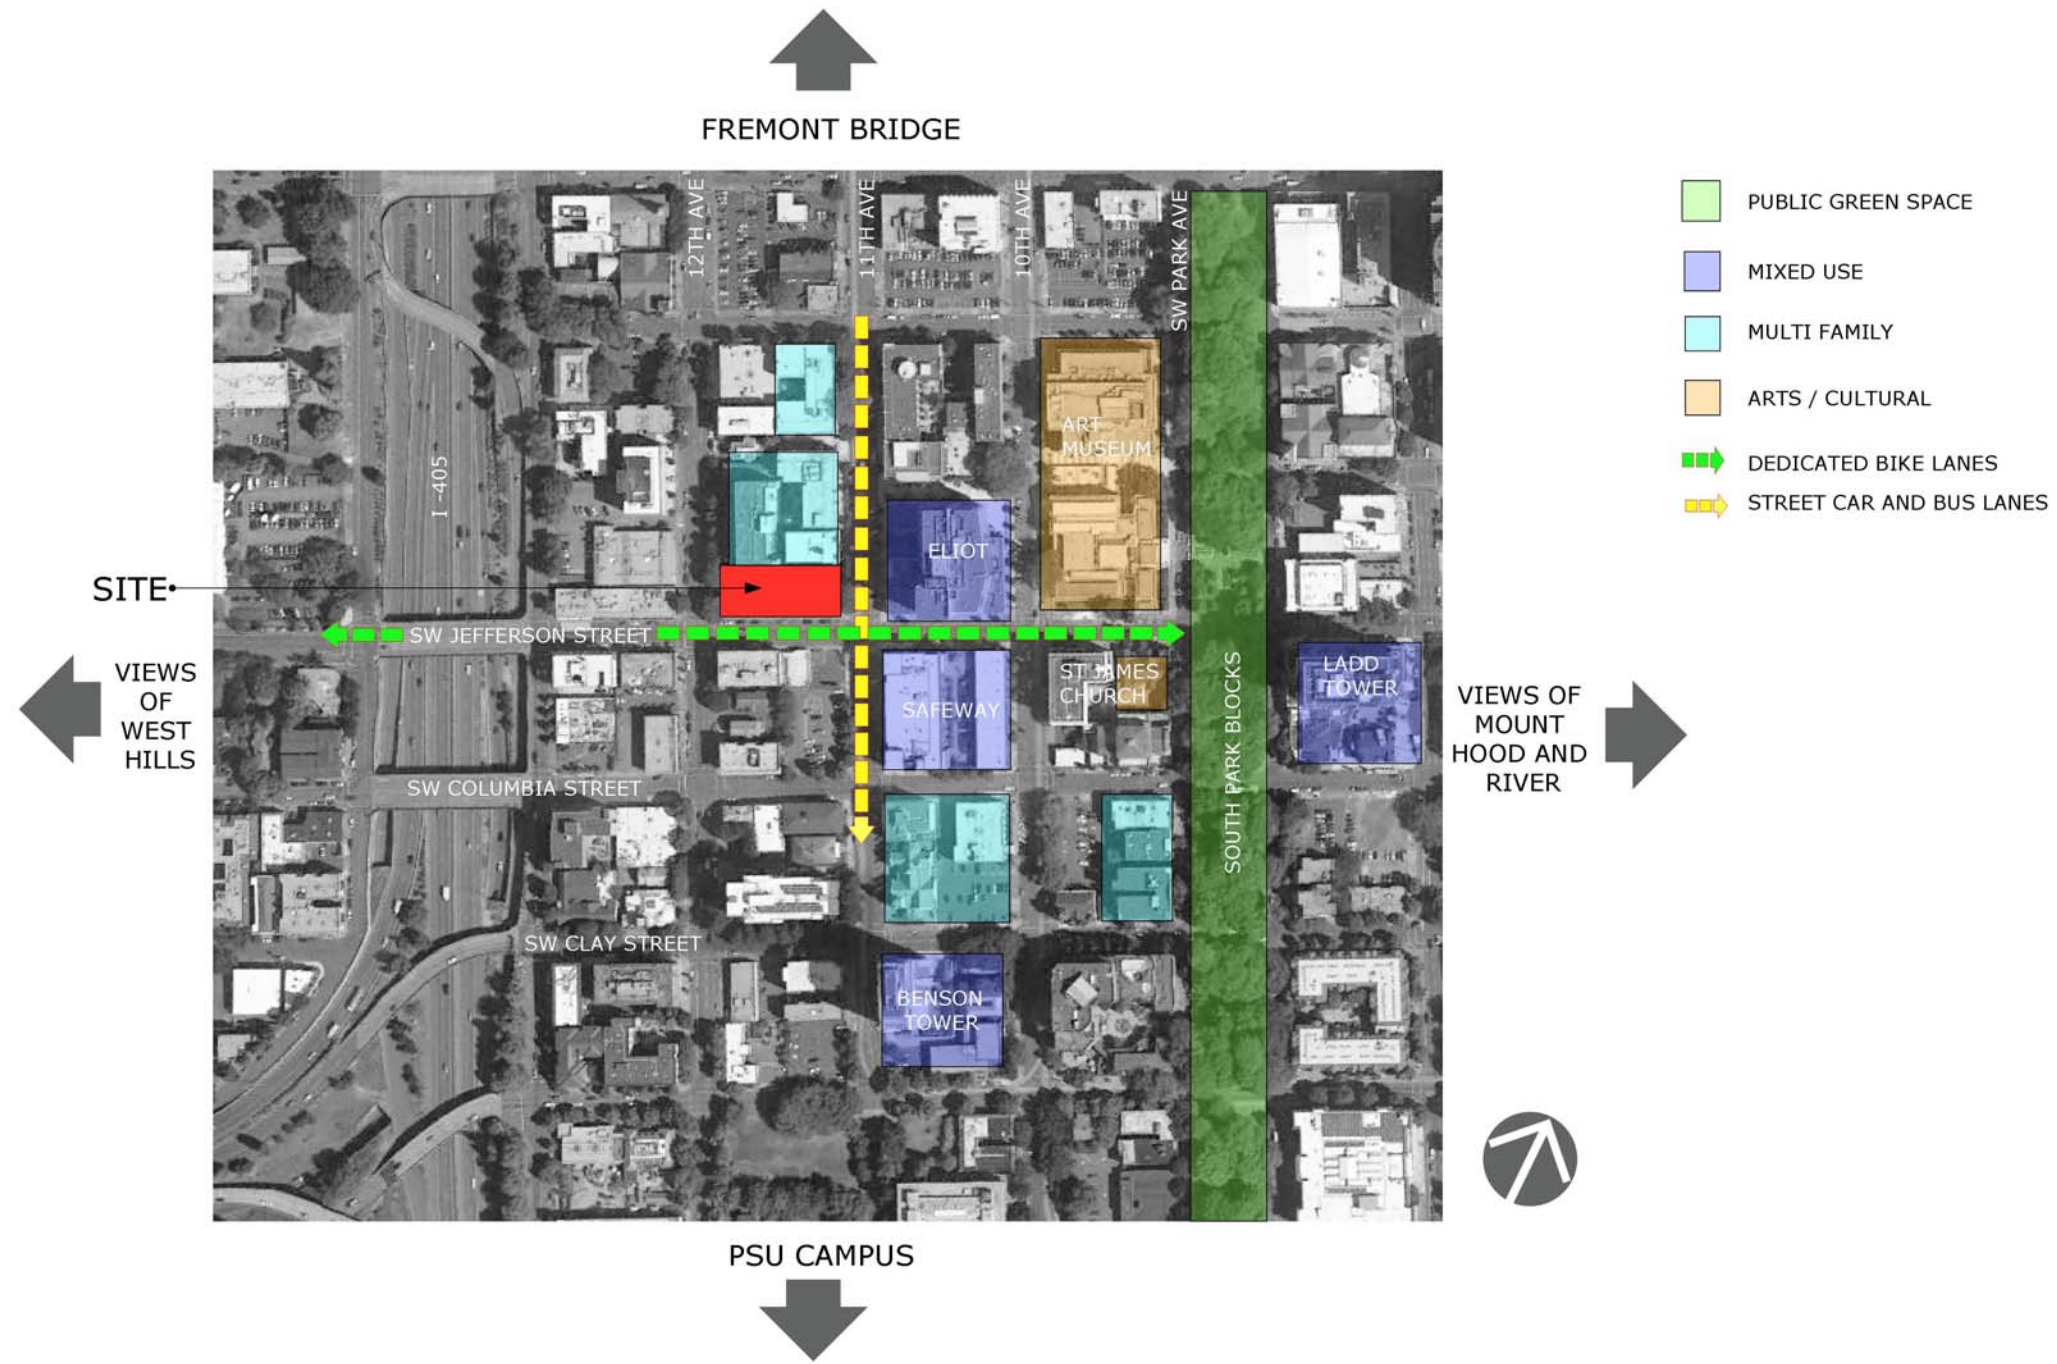 FREMONT BRIDGE
12TH AVE
11TH AVE
10TH AVE
SW PARK AVE
PUBLIC GREEN SPACE
MIXED USE
MULTI FAMILY
ARTS / CULTURAL
DEDICATED BIKE LANES
STREET CAR AND BUS LANES
I -405
ART
MUSEUM
ELIOT
SITE
SW JEFFERSON STREET
VIEWS
OF
WEST
HILLS
ST JAMES
CHURCH
SAFEWAY
SOUTH PARK BLOCKS
LADD
TOWER
VIEWS OF
MOUNT
HOOD AND
RIVER
SW COLUMBIA STREET
SW CLAY STREET
BENSON
TOWER
PSU CAMPUS